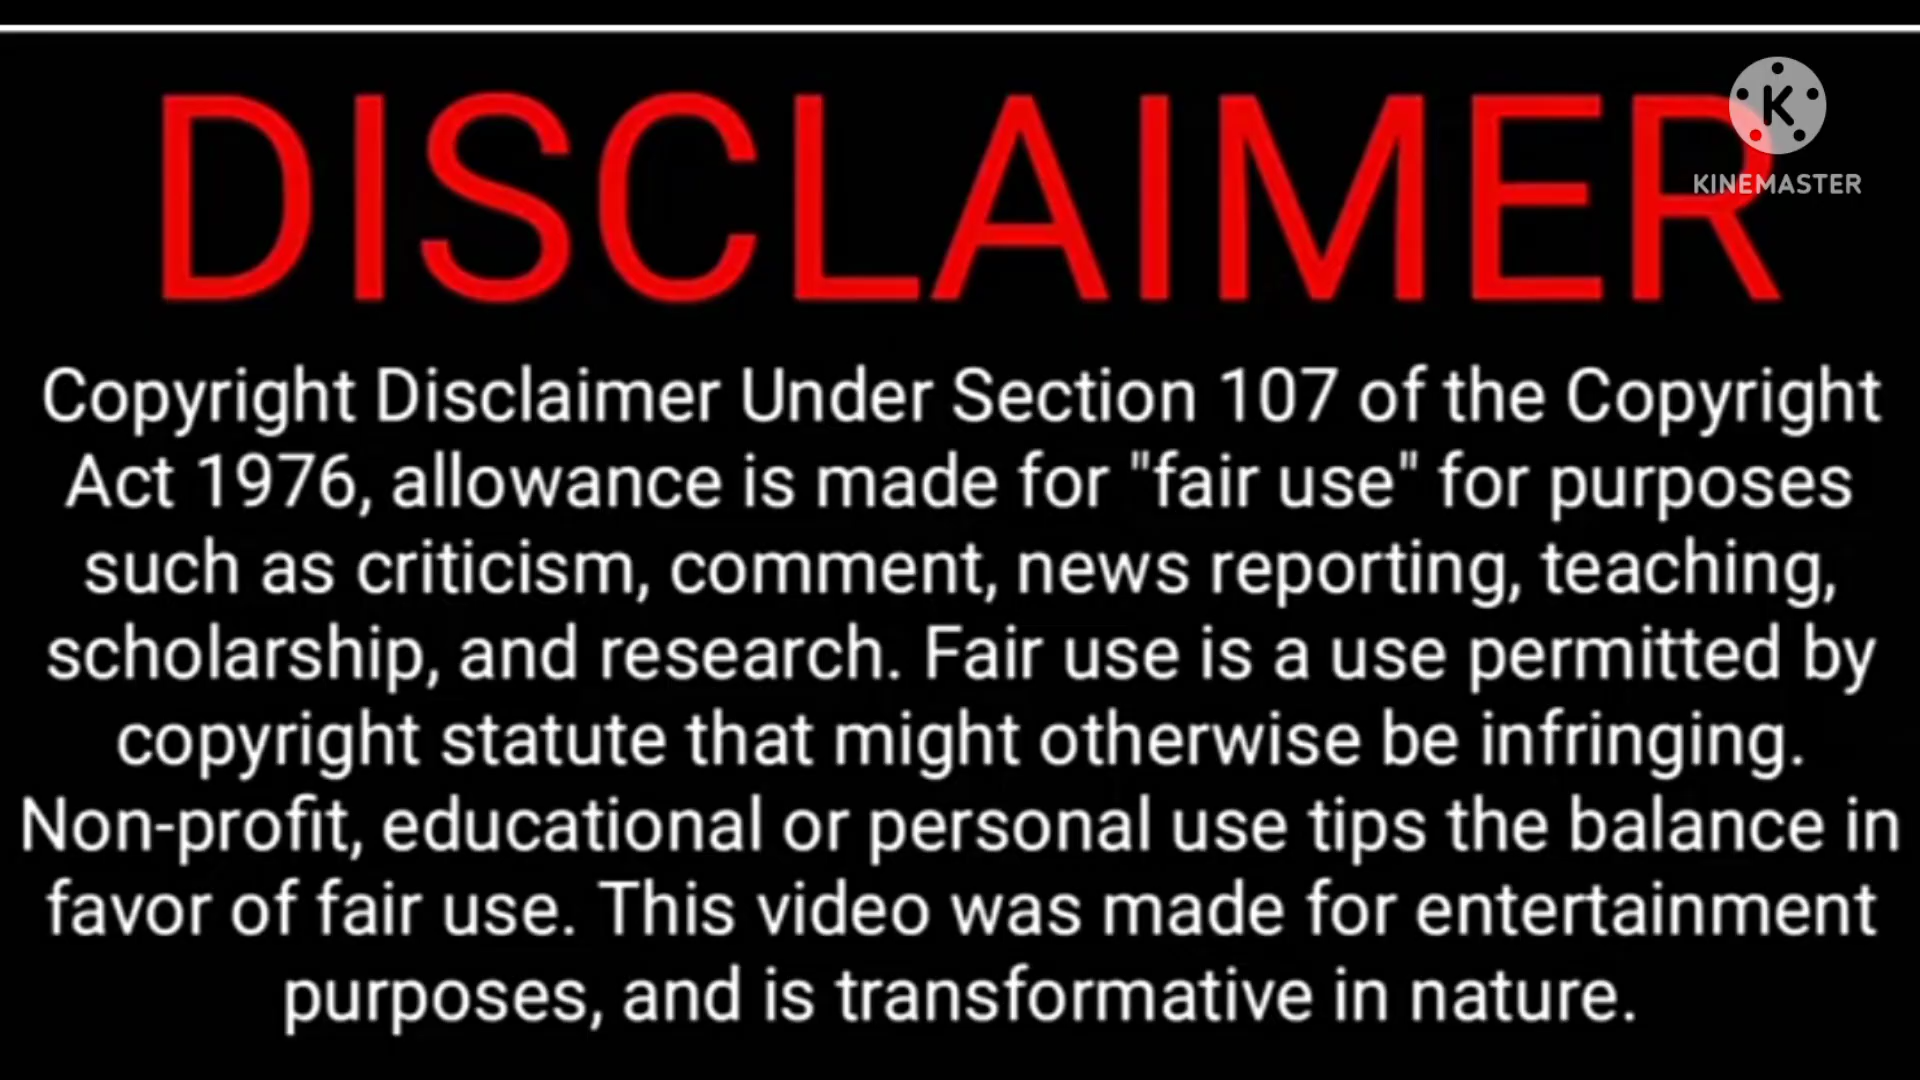 DISCLAIMER
K
KINEMASTER
Copyright Disclaimer Under Section 107 of the Copyright
Act 1976, allowance is made for "fair use" for purposes
such as criticism, comment, news reporting, teaching,
scholarship, and research. Fair use is a use permitted by
copyright statute that might otherwise be infringing.
Non-profit, educational or personal use tips the balance in
favor of fair use. This video was made for entertainment
purposes, and is transformative in nature.